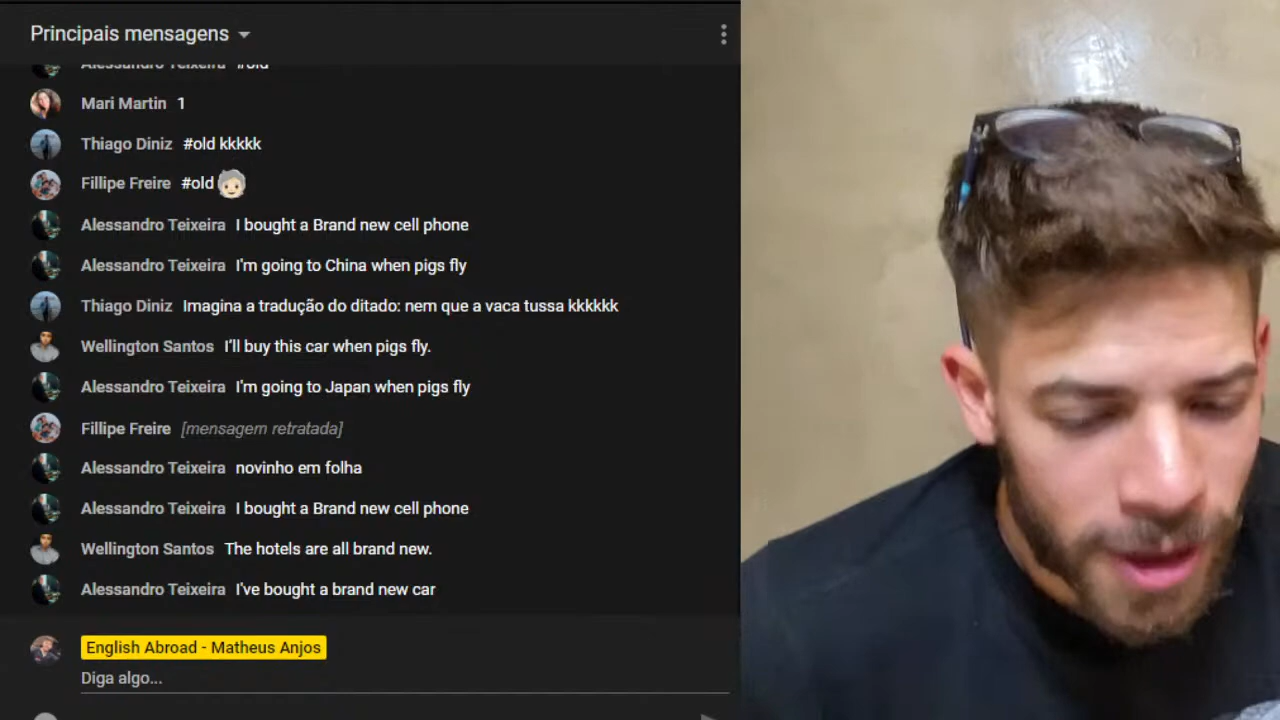 Principais mensagens
Alessandro Teixeira #old
Mari Martin 1
Thiago Diniz #old kkkkk
Fillipe Freire #old
Alessandro Teixeira I bought a Brand new cell phone
Alessandro Teixeira I'm going to China when pigs fly
Thiago Diniz Imagina a tradução do ditado: nem que a vaca tussa kkkkkk
Wellington Santos I'll buy this car when pigs fly.
Alessandro Teixeira I'm going to Japan when pigs fly
Fillipe Freire [mensagem retratada]
Alessandro Teixeira novinho em folha
Alessandro Teixeira I bought a Brand new cell phone
Wellington Santos The hotels are all brand new.
Alessandro Teixeira I've bought a brand new car
English Abroad - Matheus Anjos
Diga algo...